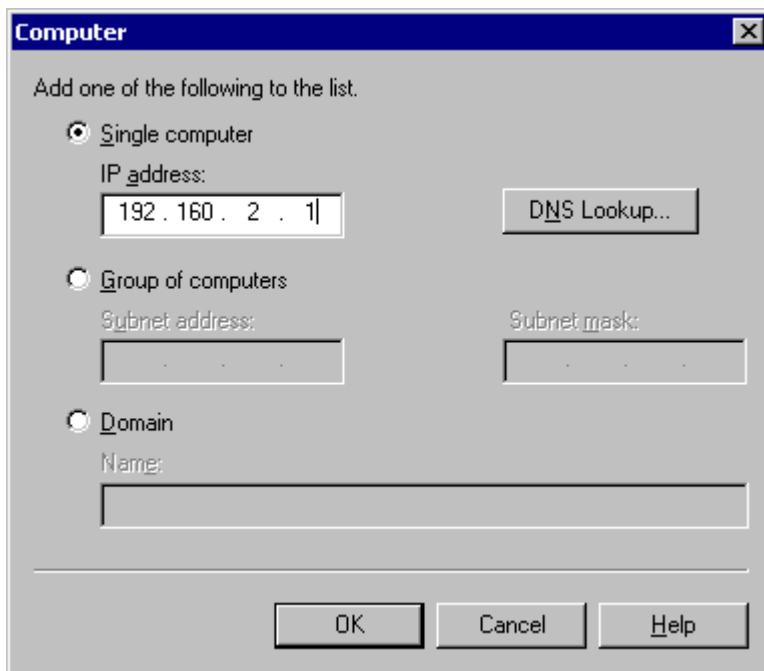 Computer
Add one of the following to the list.
Single computer
IP address:
192 . 160 . 2 . 1
DNS Lookup...
Group of computers
Subnet address:
Subnet mask:
. . .
. . .
Domain
Name:
OK
Cancel
Help